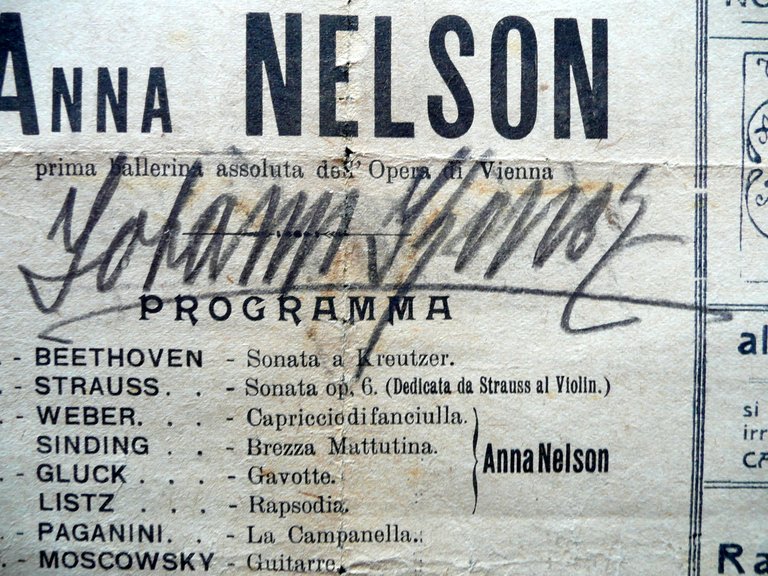 ANNA NELSON
prima ballerina assoluta dell' Opera di Vienna
Johann
PROGRAMMA
. - BEETHOVEN - Sonata a Kreutzer.
. - STRAUSS. . - Sonata op. 6. (Dedicata da Strauss al Violin.)
. - WEBER. . . - Capriccio di fanciulla.
SINDING . . - Brezza Mattutina.
Anna Nelson
. - GLUCK . . . - Gavotte.
LISTZ . . . - Rapsodia.
. - PAGANINI. . - La Campanella.
. - MOSCOWSKY - Guitarre.
al
si
irr
CA
Ra